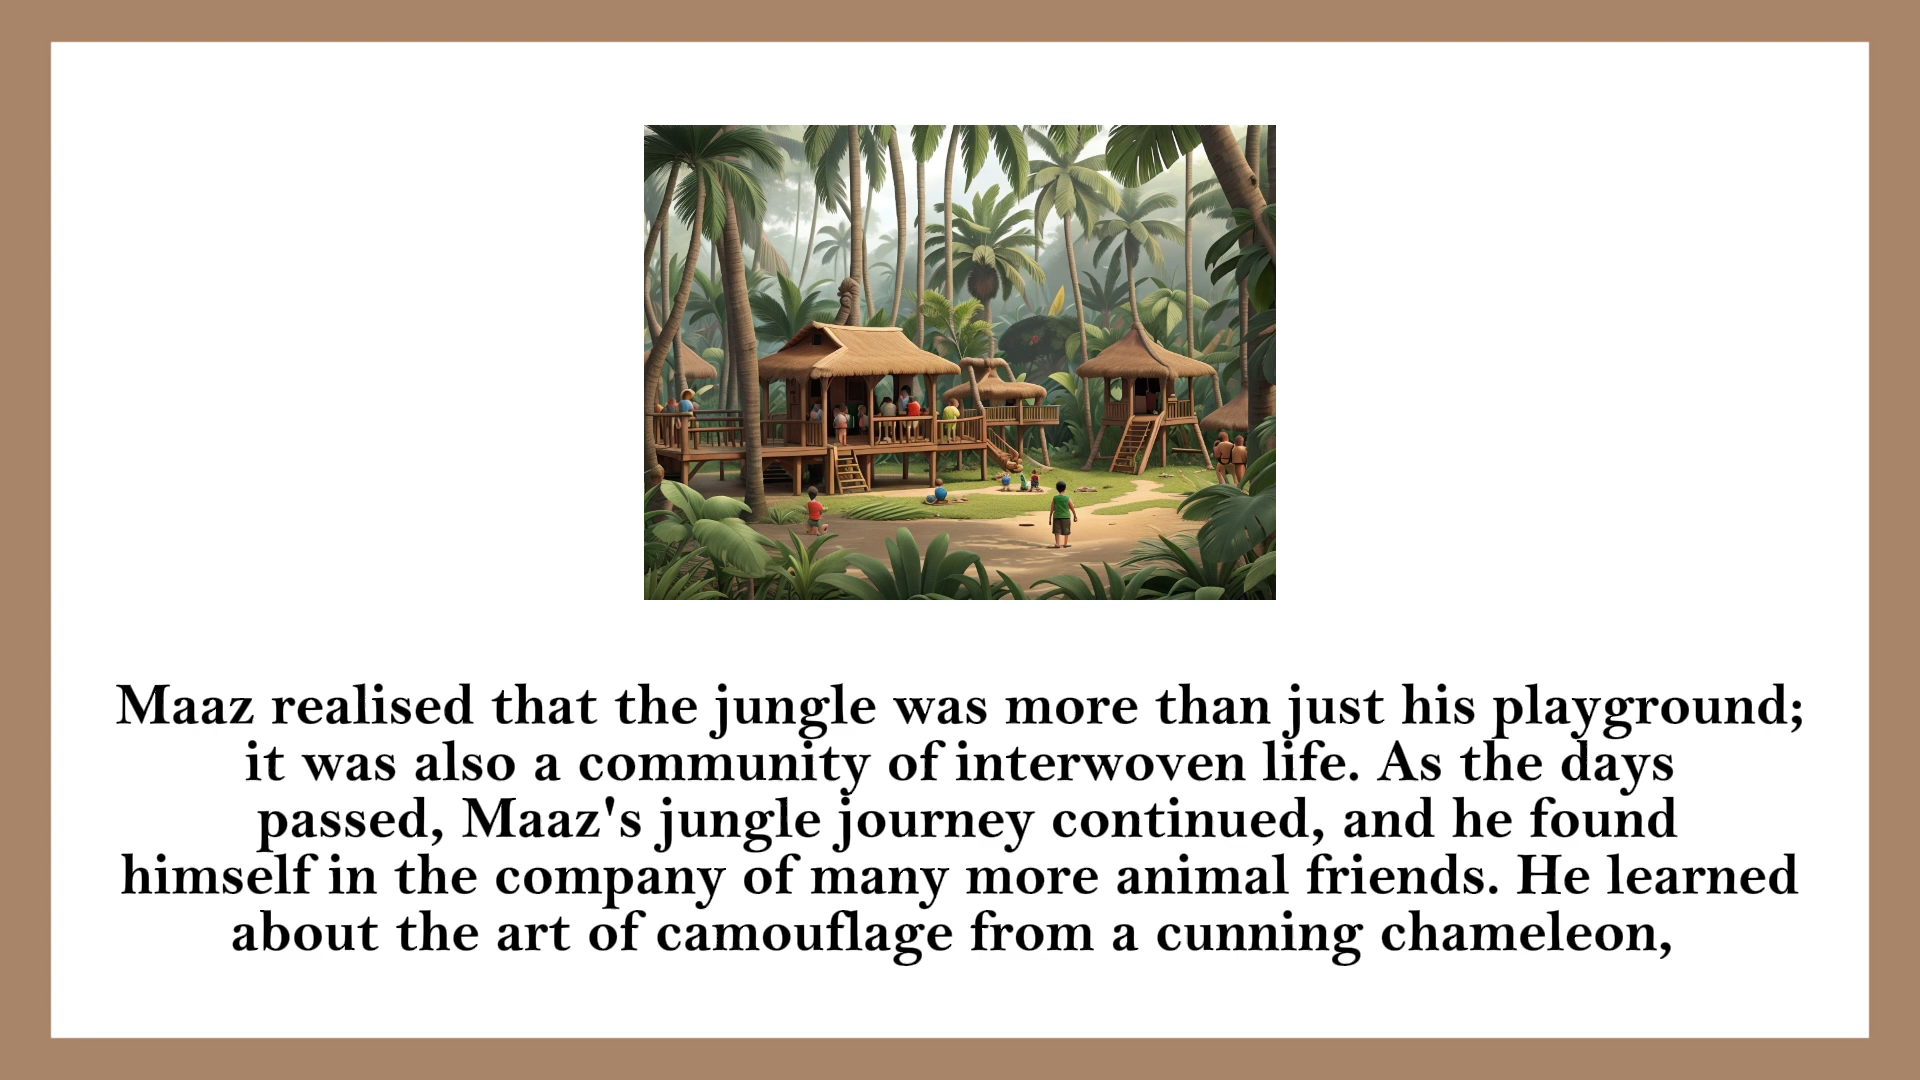 Maaz realised that the jungle was more than just his playground;
it was also a community of interwoven life. As the days
passed, Maaz's jungle journey continued, and he found
himself in the company of many more animal friends. He learned
about the art of camouflage from a cunning chameleon,